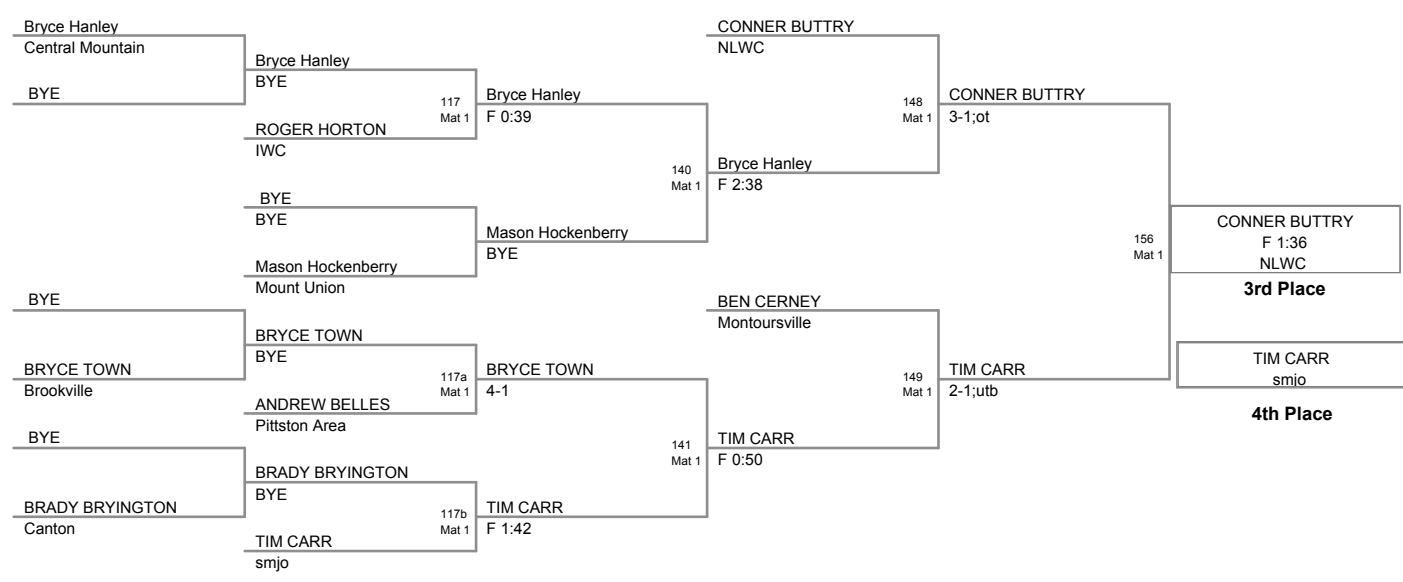 Bryce Hanley
Central Mountain
BYE
Bryce Hanley
BYE
ROGER HORTON
IWC
117
Mat 1
Bryce Hanley
F 0:39
BYE
BYE
Mason Hockenberry
Mount Union
Mason Hockenberry
BYE
140
Mat 1
CONNER BUTTRY
NLWC
Bryce Hanley
F 2:38
148
Mat 1
CONNER BUTTRY
3-1;ot
BYE
BRYCE TOWN
Brookville
BRYCE TOWN
BYE
ANDREW BELLES
Pittston Area
117a
Mat 1
BRYCE TOWN
4-1
BYE
BRADY BRYINGTON
Canton
BRADY BRYINGTON
BYE
TIM CARR
smjo
117b
Mat 1
TIM CARR
F 1:42
141
Mat 1
BEN CERNEY
Montoursville
TIM CARR
F 0:50
149
Mat 1
TIM CARR
2-1;utb
156
Mat 1
CONNER BUTTRY
F 1:36
NLWC
3rd Place
TIM CARR
smjo
4th Place